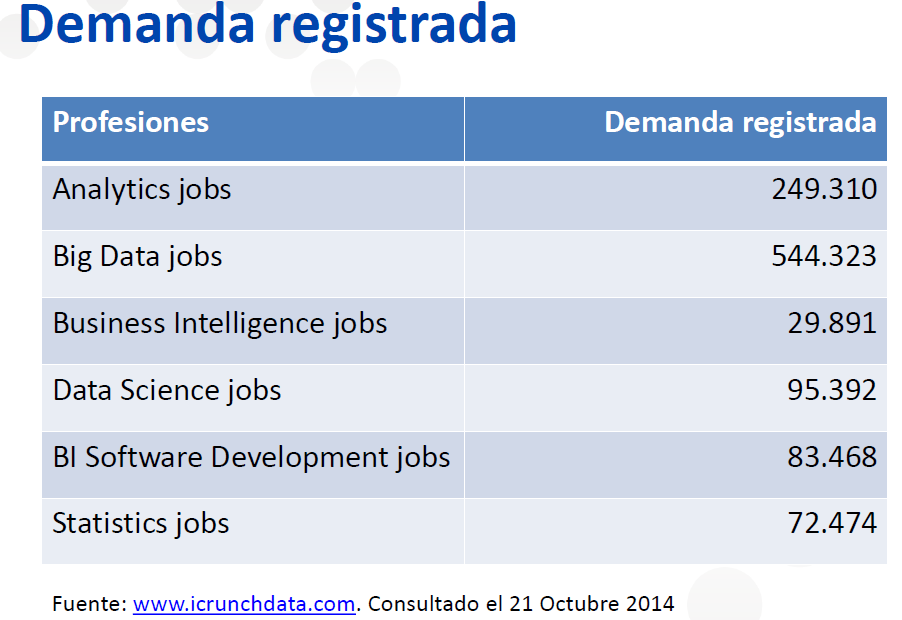 Demanda registrada
Profesiones Demanda registrada
Analytics jobs 249.310
Big Data jobs 544.323
Business Intelligence jobs 29.891
Data Science jobs 95.392
BI Software Development jobs 83.468
Statistics jobs 72.474
Fuente: www.icrunchdata.com. Consultado el 21 Octubre 2014